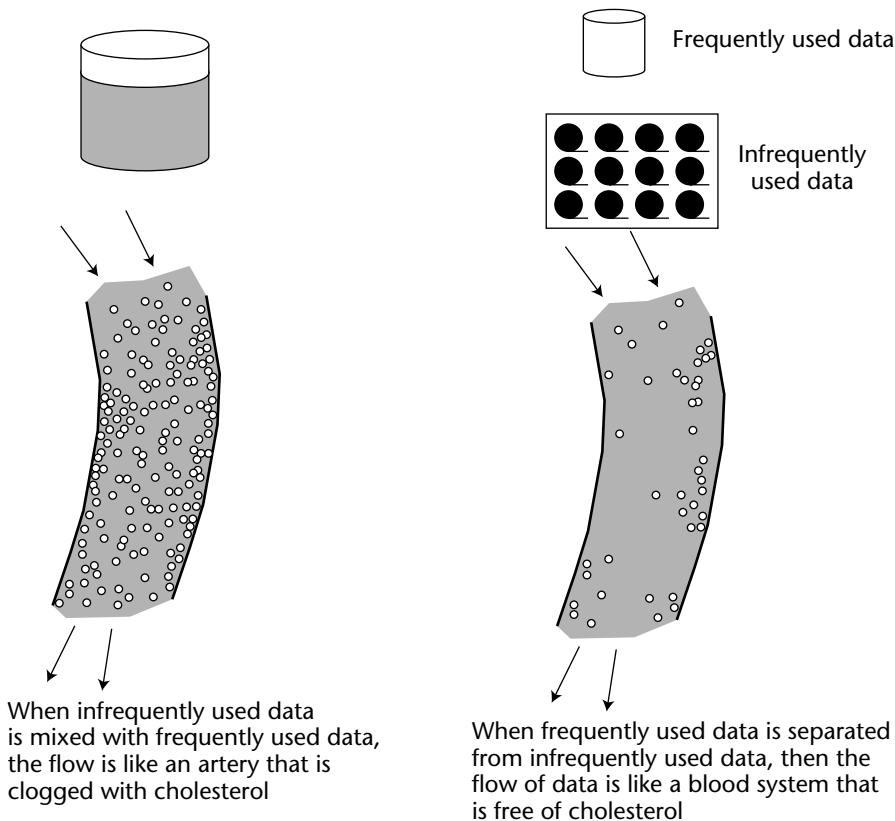 Frequently used data
Infrequently
used data
When infrequently used data
is mixed with frequently used data,
the flow is like an artery that is
clogged with cholesterol
When frequently used data is separated
from infrequently used data, then the
flow of data is like a blood system that
is free of cholesterol